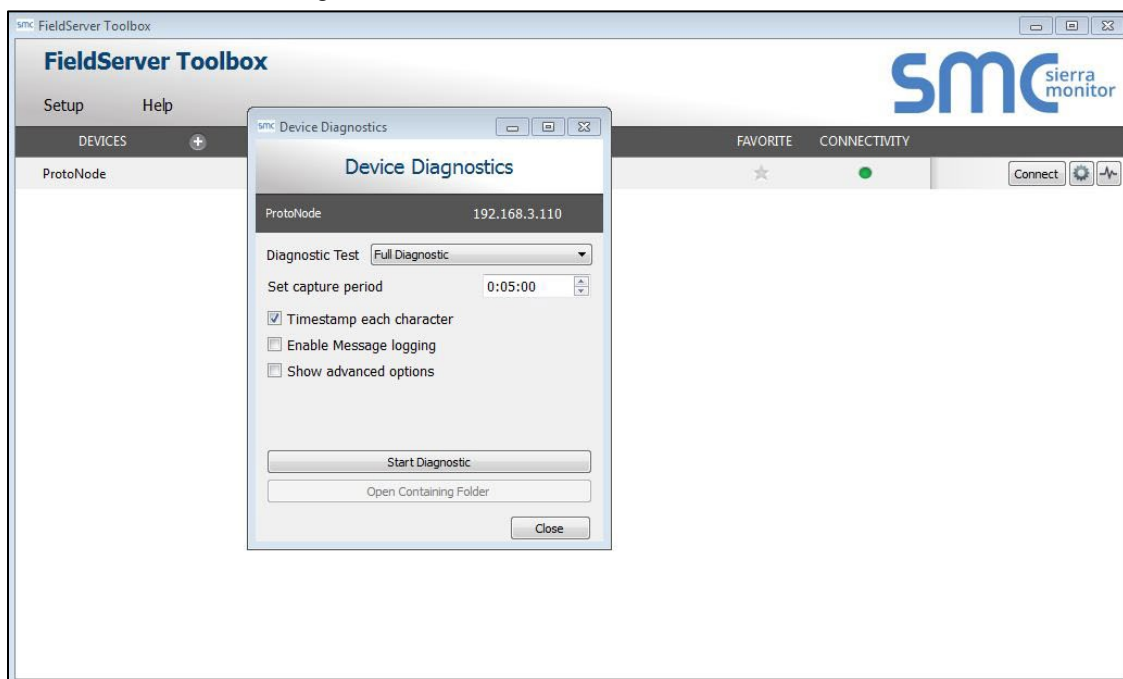 smc FieldServer Toolbox
FieldServer Toolbox
smc sierra monitor
Setup Help
DEVICES FAVORITE CONNECTIVITY
ProtoNode Connect
smc Device Diagnostics
Device Diagnostics
ProtoNode 192.168.3.110
Diagnostic Test Full Diagnostic
Set capture period 0:05:00
Timestamp each character
Enable Message logging
Show advanced options
Start Diagnostic
Open Containing Folder
Close